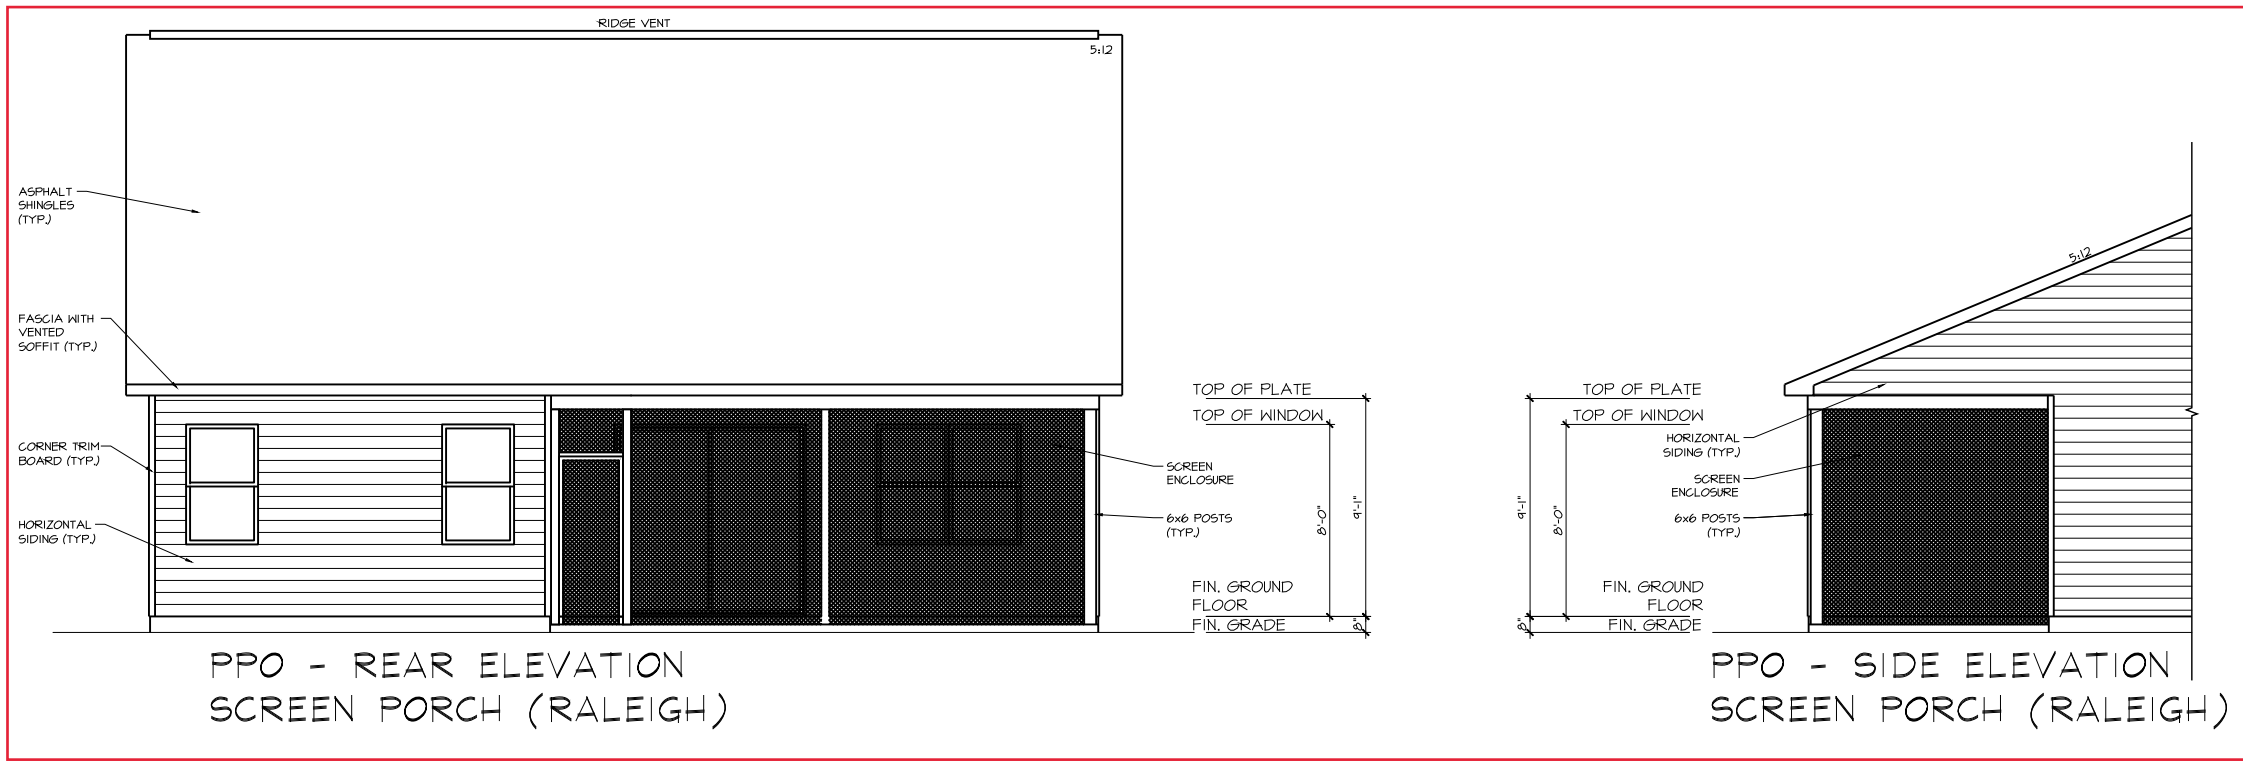 RIDGE VENT
5:12
ASPHALT
SHINGLES
(TYP.)
FASCIA WITH
VENTED
SOFFIT (TYP.)
CORNER TRIM
BOARD (TYP.)
HORIZONTAL
SIDING (TYP.)
TOP OF PLATE
TOP OF WINDOW
SCREEN
ENCLOSURE
6x6 POSTS
(TYP.)
8'-0"
9'-1"
FIN. GROUND
FLOOR
FIN. GRADE
8"
PPO - REAR ELEVATION
SCREEN PORCH (RALEIGH)
5:12
TOP OF PLATE
TOP OF WINDOW
HORIZONTAL
SIDING (TYP.)
SCREEN
ENCLOSURE
6x6 POSTS
(TYP.)
9'-1"
8'-0"
FIN. GROUND
FLOOR
FIN. GRADE
8"
PPO - SIDE ELEVATION
SCREEN PORCH (RALEIGH)